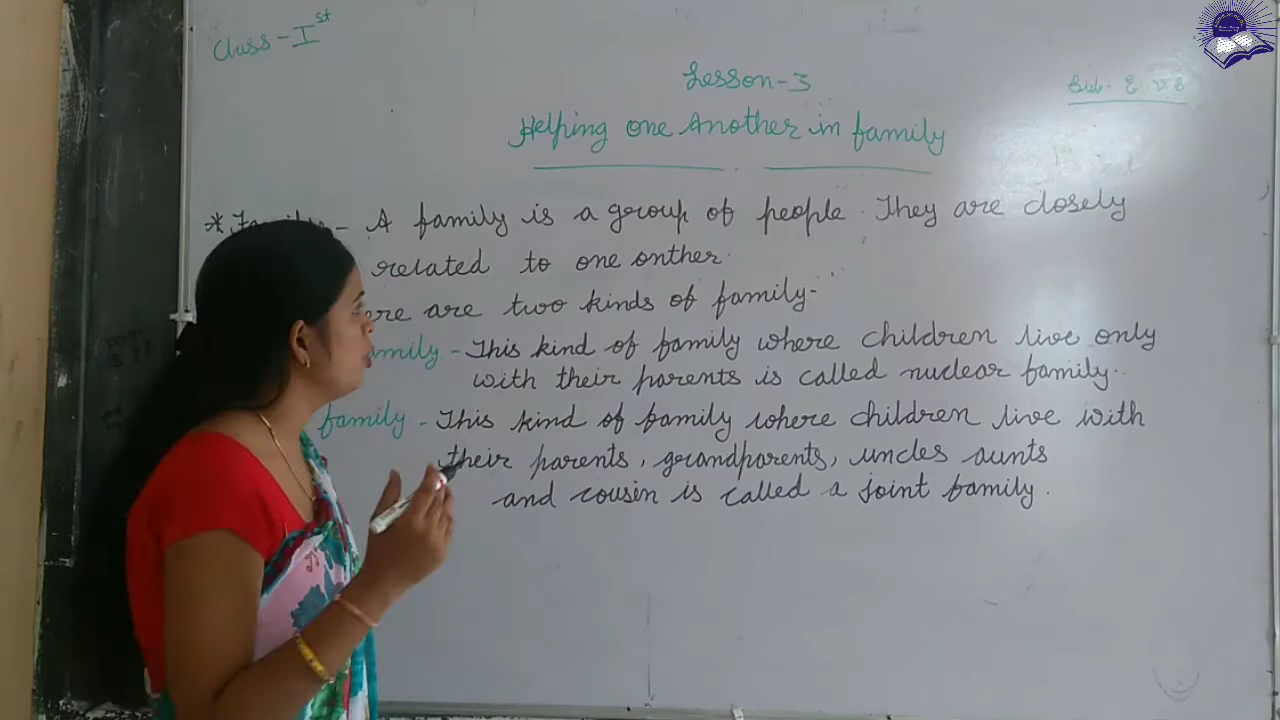 Class - Ist
Lesson-3
Sub- E V S
Helping one Another in family
* Family - A family is a group of people. They are closely
related to one onther.
ere are two kinds of family-
amily - This kind of family where children live only
with their parents is called nuclear family.
family - This kind of family where children live with
their parents, grandparents, uncles aunts
and cousin is called a joint family.